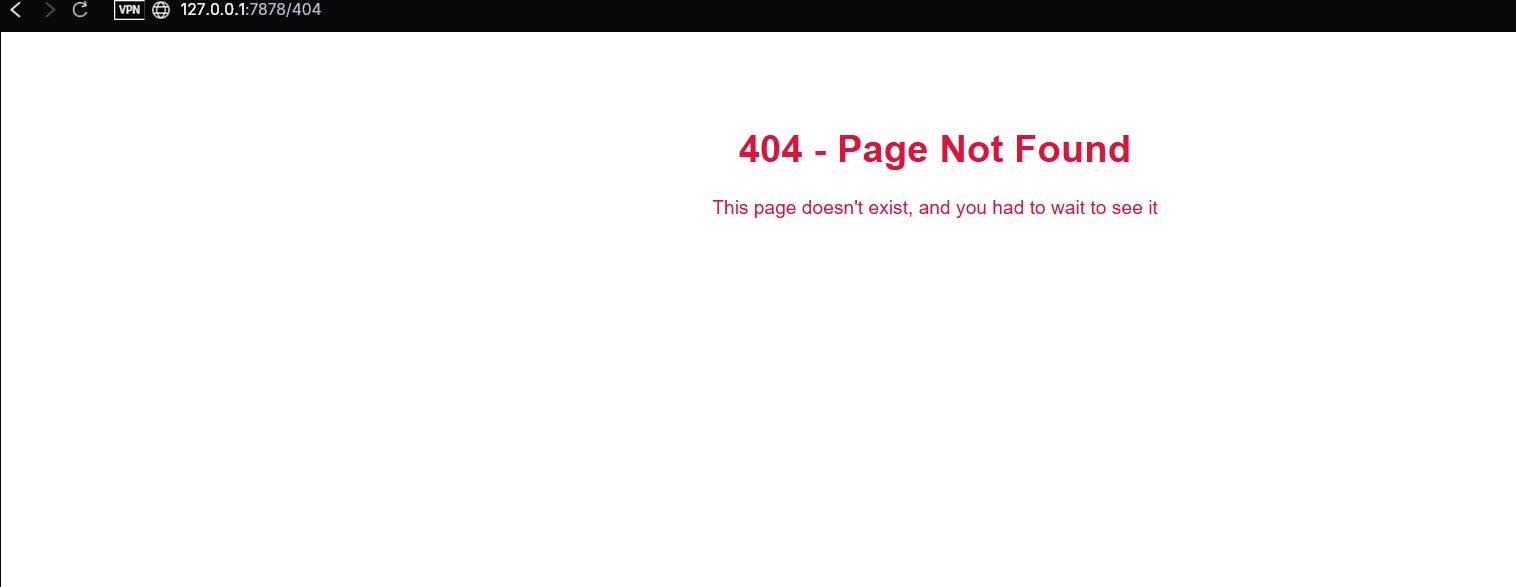 VPN 127.0.0.1:7878/404
404 - Page Not Found
This page doesn't exist, and you had to wait to see it